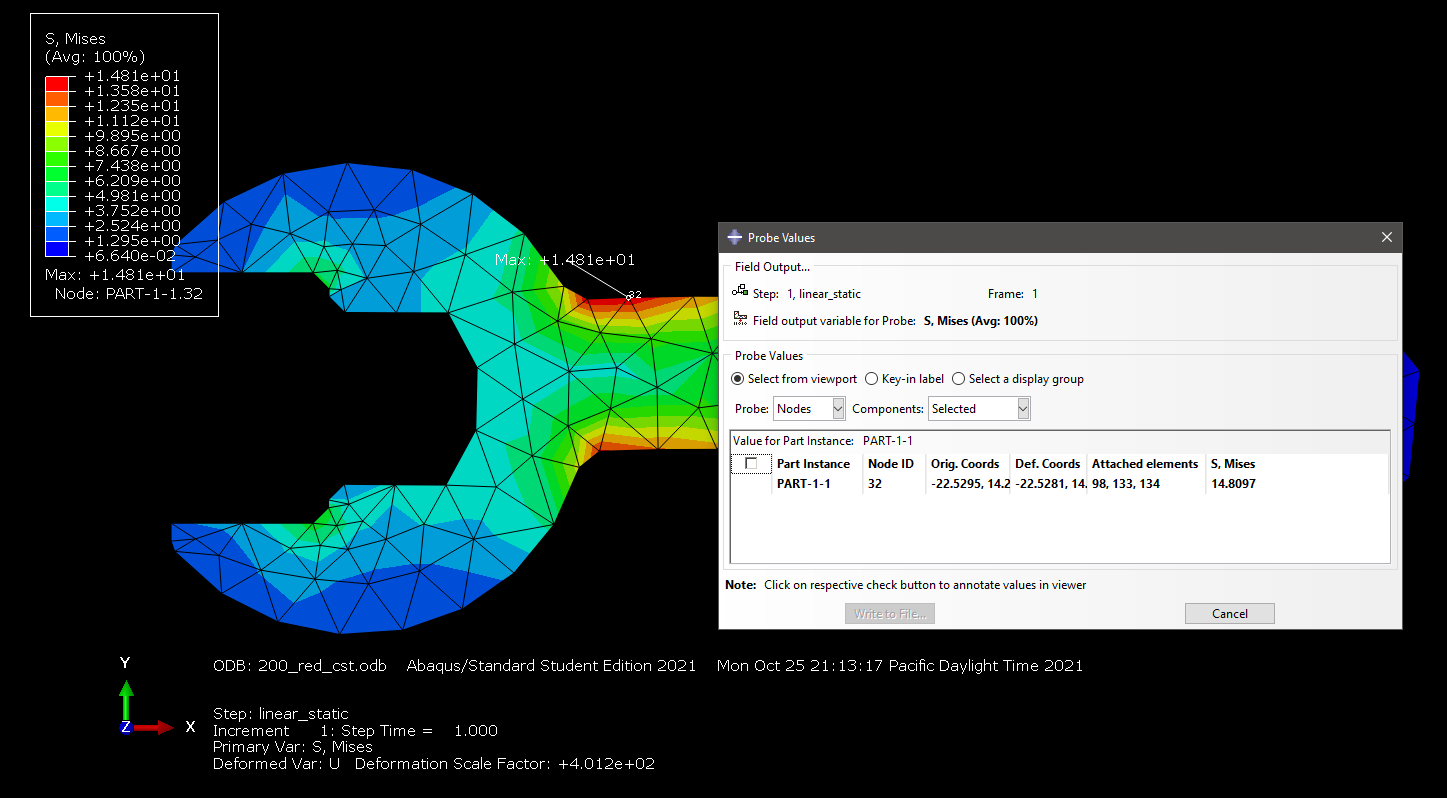 S, Mises
(Avg: 100%)
+1.481e+01
+1.358e+01
+1.235e+01
+1.112e+01
+9.895e+00
+8.667e+00
+7.438e+00
+6.209e+00
+4.981e+00
+3.752e+00
+2.524e+00
+1.295e+00
+6.640e-02
Max: +1.481e+01
Node: PART-1-1.32
Max: +1.481e+01
32
Probe Values
Field Output...
Step: 1, linear_static Frame: 1
Field output variable for Probe: S, Mises (Avg: 100%)
Probe Values
Select from viewport Key-in label Select a display group
Probe: Nodes Components: Selected
Value for Part Instance: PART-1-1
Part Instance Node ID Orig. Coords Def. Coords Attached elements S, Mises
PART-1-1 32 -22.5295, 14.2 -22.5281, 14. 98, 133, 134 14.8097
Note: Click on respective check button to annotate values in viewer
Write to File... Cancel
Y
Z X
ODB: 200_red_cst.odb Abaqus/Standard Student Edition 2021 Mon Oct 25 21:13:17 Pacific Daylight Time 2021
Step: linear_static
Increment 1: Step Time = 1.000
Primary Var: S, Mises
Deformed Var: U Deformation Scale Factor: +4.012e+02